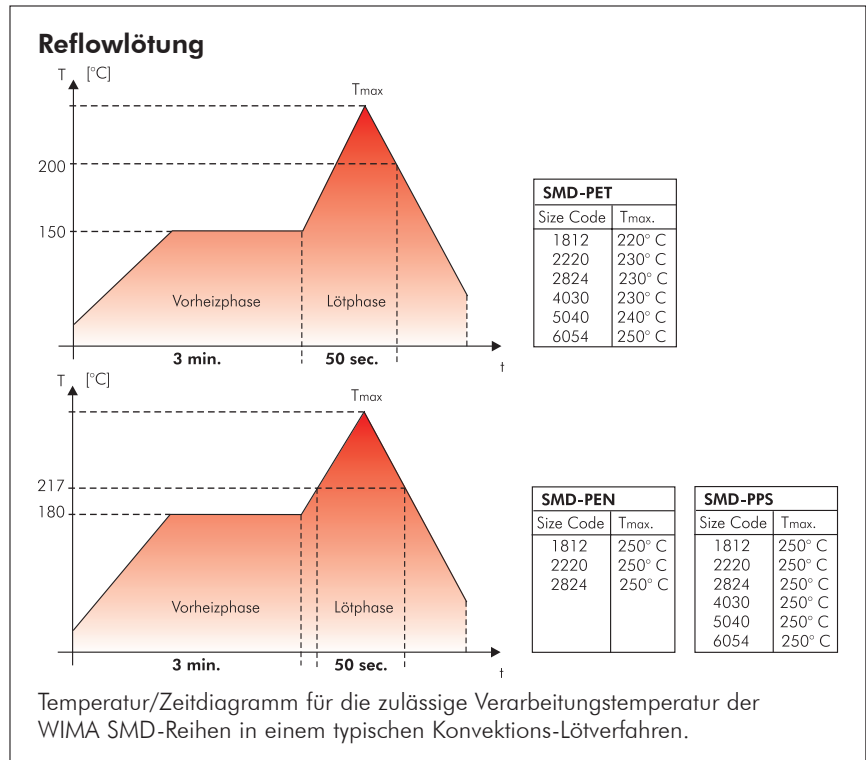 Reflowlötung
T [°C]
Tmax
200
150
Vorheizphase Lötphase
3 min. 50 sec.
t
SMD-PET
Size Code Tmax.
1812 220° C
2220 230° C
2824 230° C
4030 230° C
5040 240° C
6054 250° C
T [°C]
Tmax
217
180
Vorheizphase Lötphase
3 min. 50 sec.
t
SMD-PEN
Size Code Tmax.
1812 250° C
2220 250° C
2824 250° C
SMD-PPS
Size Code Tmax.
1812 250° C
2220 250° C
2824 250° C
4030 250° C
5040 250° C
6054 250° C
Temperatur/Zeitdiagramm für die zulässige Verarbeitungstemperatur der
WIMA SMD-Reihen in einem typischen Konvektions-Lötverfahren.